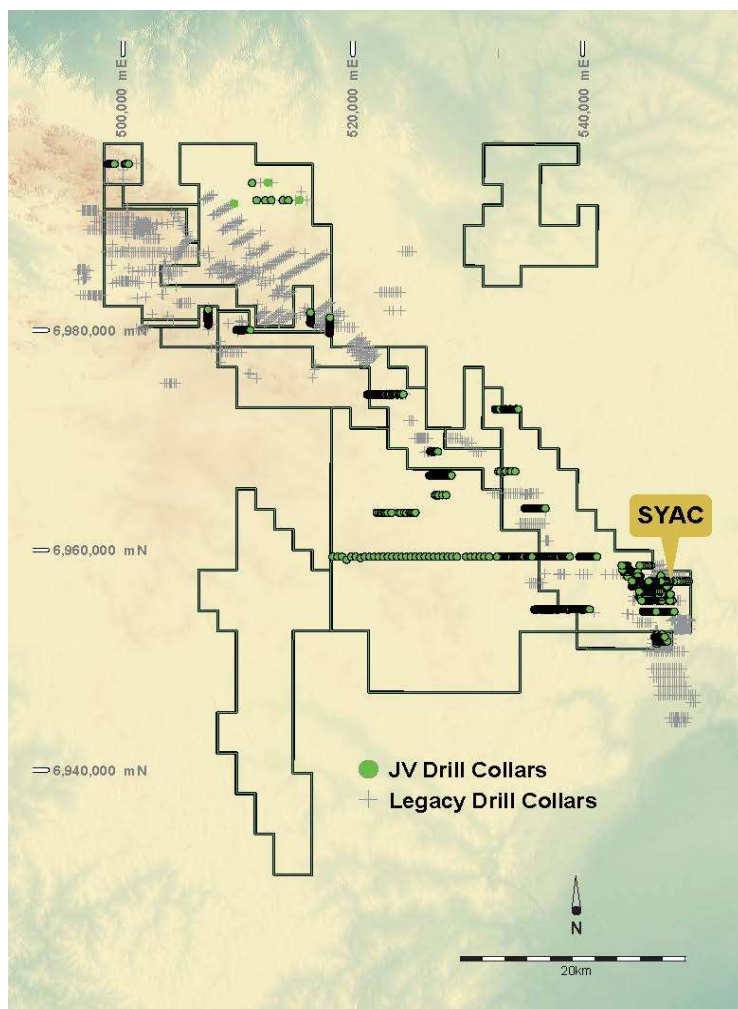 500,000 mE
520,000 mE
540,000 mE
6,980,000 mN
6,960,000 mN
SYAC
6,940,000 mN
JV Drill Collars
Legacy Drill Collars
N
20km